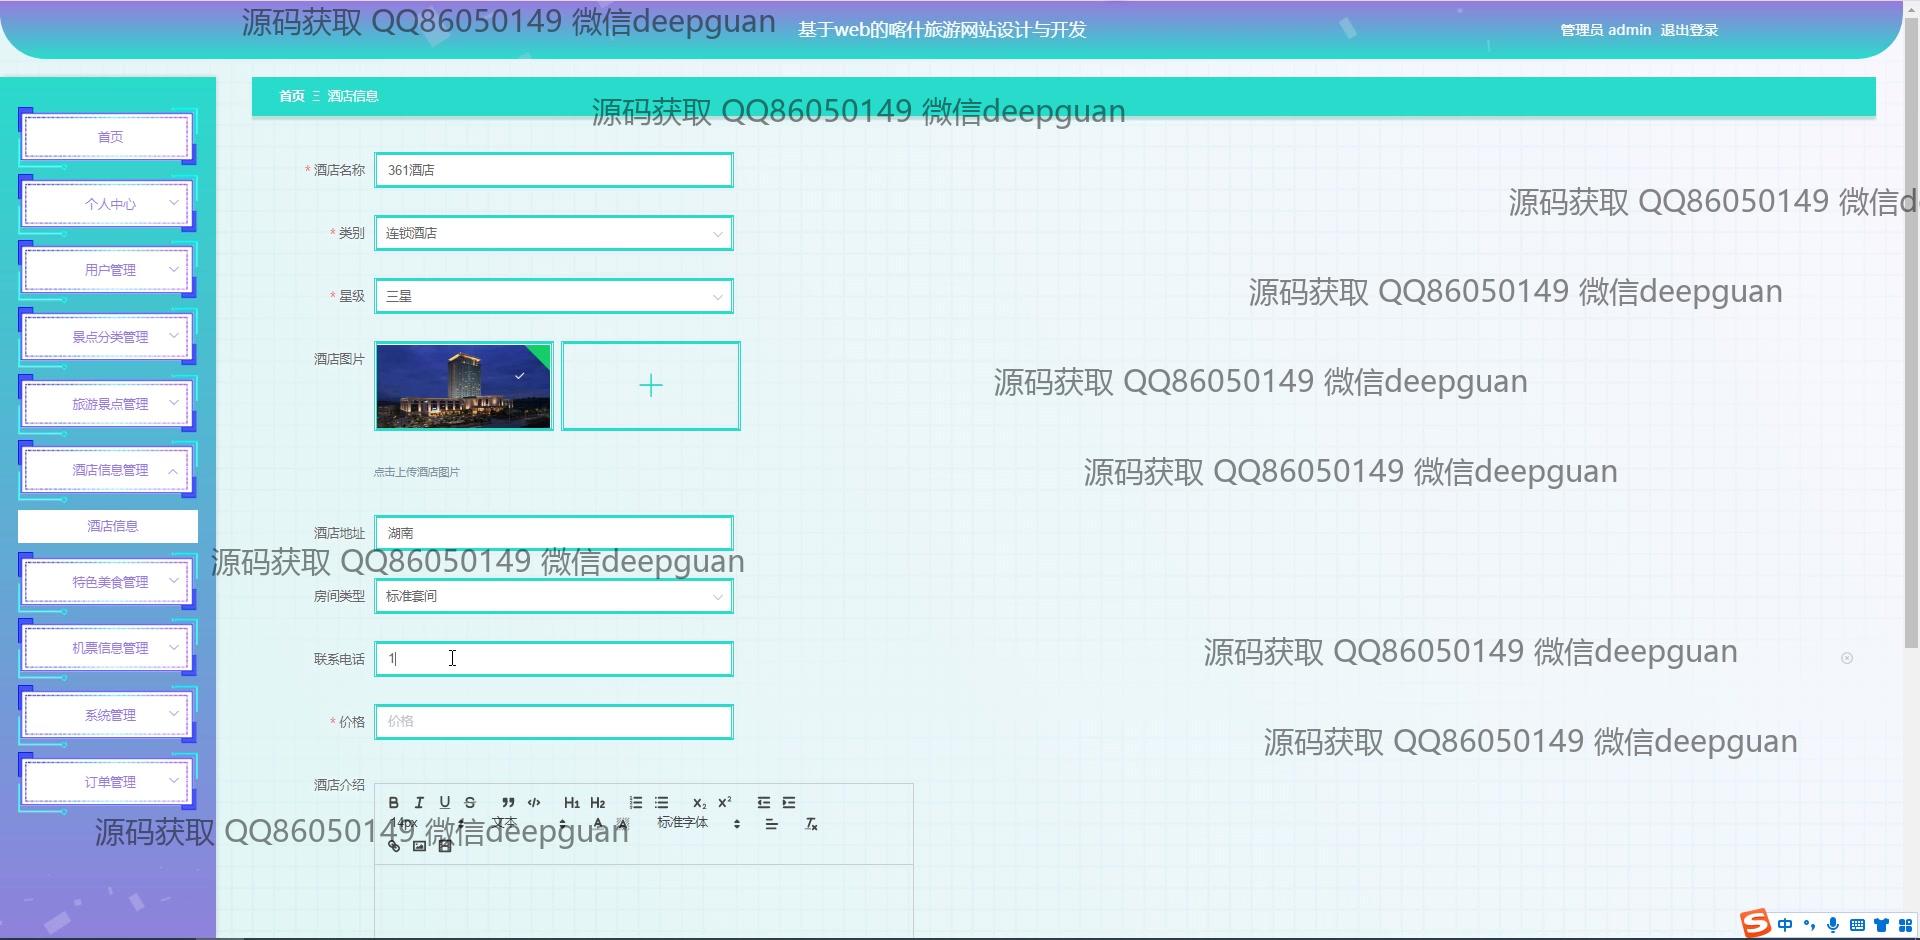 源码获取 QQ86050149 微信deepguan
基于web的喀什旅游网站设计与开发
管理员 admin 退出登录
首页 酒店信息
源码获取 QQ86050149 微信deepguan
首页
* 酒店名称 361酒店
源码获取 QQ86050149 微信d
个人中心
* 类别 连锁酒店
用户管理
* 星级 三星
源码获取 QQ86050149 微信deepguan
景点分类管理
酒店图片
源码获取 QQ86050149 微信deepguan
旅游景点管理
酒店信息管理
点击上传酒店图片
源码获取 QQ86050149 微信deepguan
酒店信息
酒店地址 湖南
源码获取 QQ86050149 微信deepguan
特色美食管理
房间类型 标准套间
机票信息管理
联系电话 1
源码获取 QQ86050149 微信deepguan
系统管理
* 价格 价格
源码获取 QQ86050149 微信deepguan
订单管理
酒店介绍
B I U S H1 H2 X2 X2
14px 文本 A A 标准字体 Tx
源码获取 QQ86050149 微信deepguan
S 中